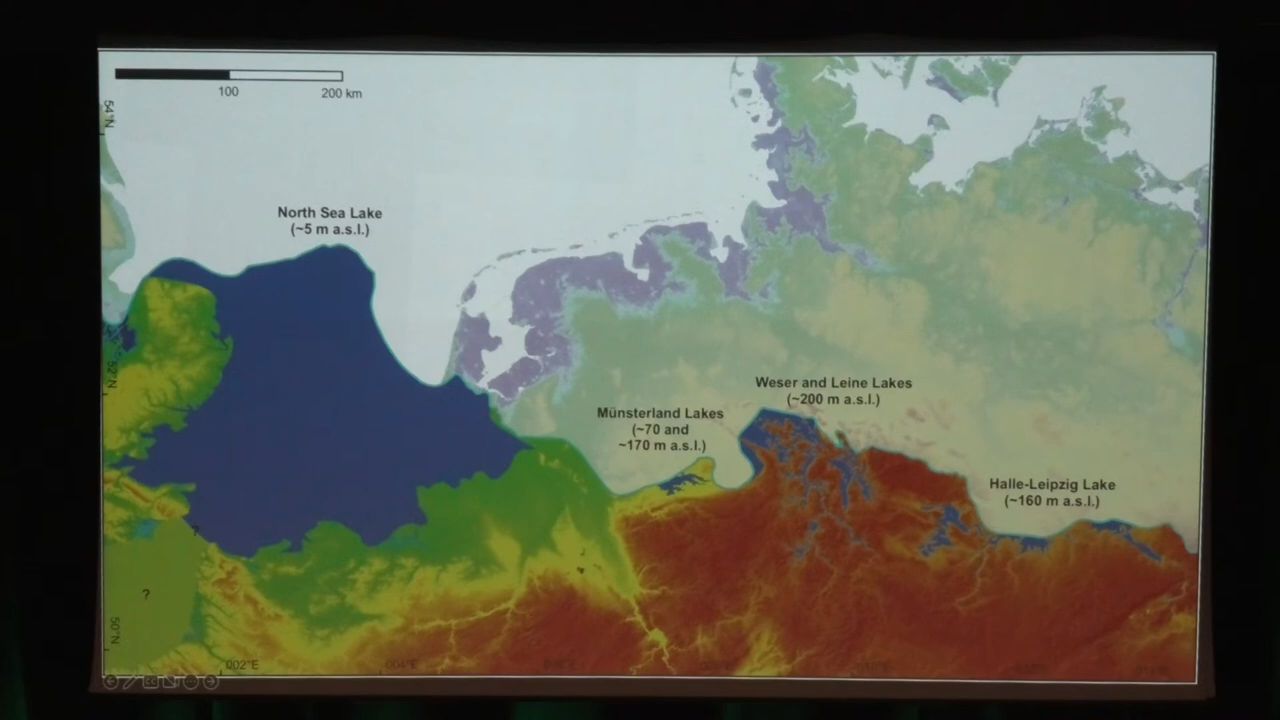 100
200 km
54°N
North Sea Lake
(~5 m a.s.l.)
52°N
Weser and Leine Lakes
(~200 m a.s.l.)
Münsterland Lakes
(~70 and
~170 m a.s.l.)
Halle-Leipzig Lake
(~160 m a.s.l.)
?
?
50°N
002°E
004°E